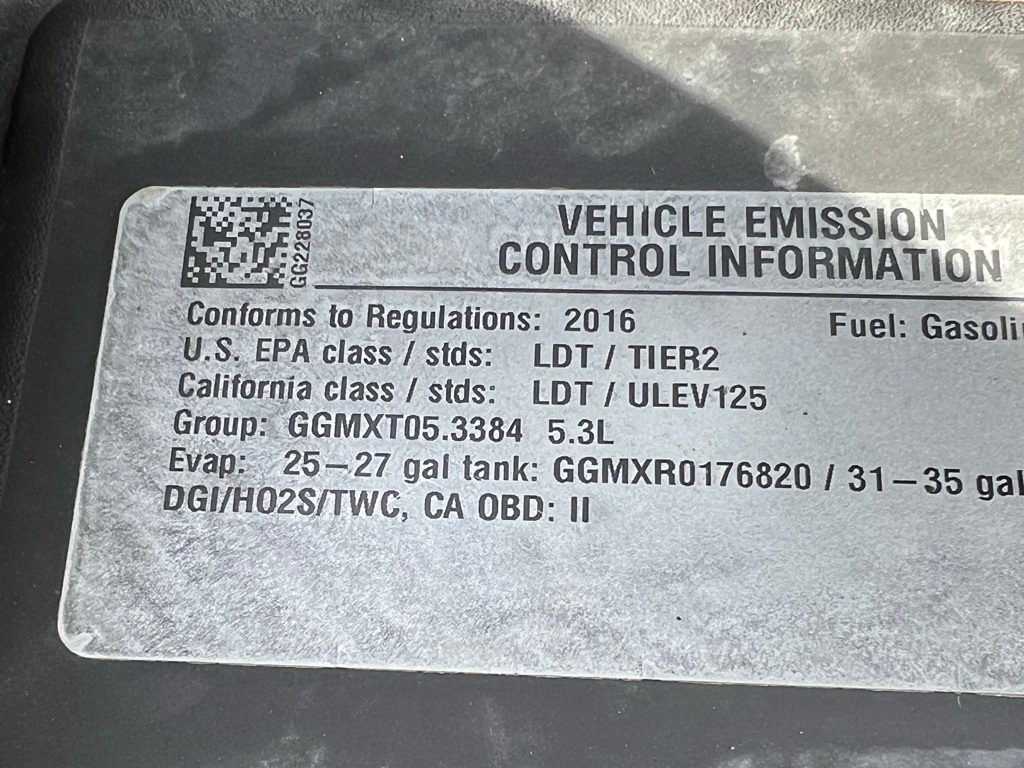 GG228037
VEHICLE EMISSION
CONTROL INFORMATION
Conforms to Regulations: 2016 Fuel: Gasolin
U.S. EPA class / stds: LDT / TIER2
California class / stds: LDT / ULEV125
Group: GGMXT05.3384 5.3L
Evap: 25–27 gal tank: GGMXR0176820 / 31–35 gal
DGI/HO2S/TWC, CA OBD: II